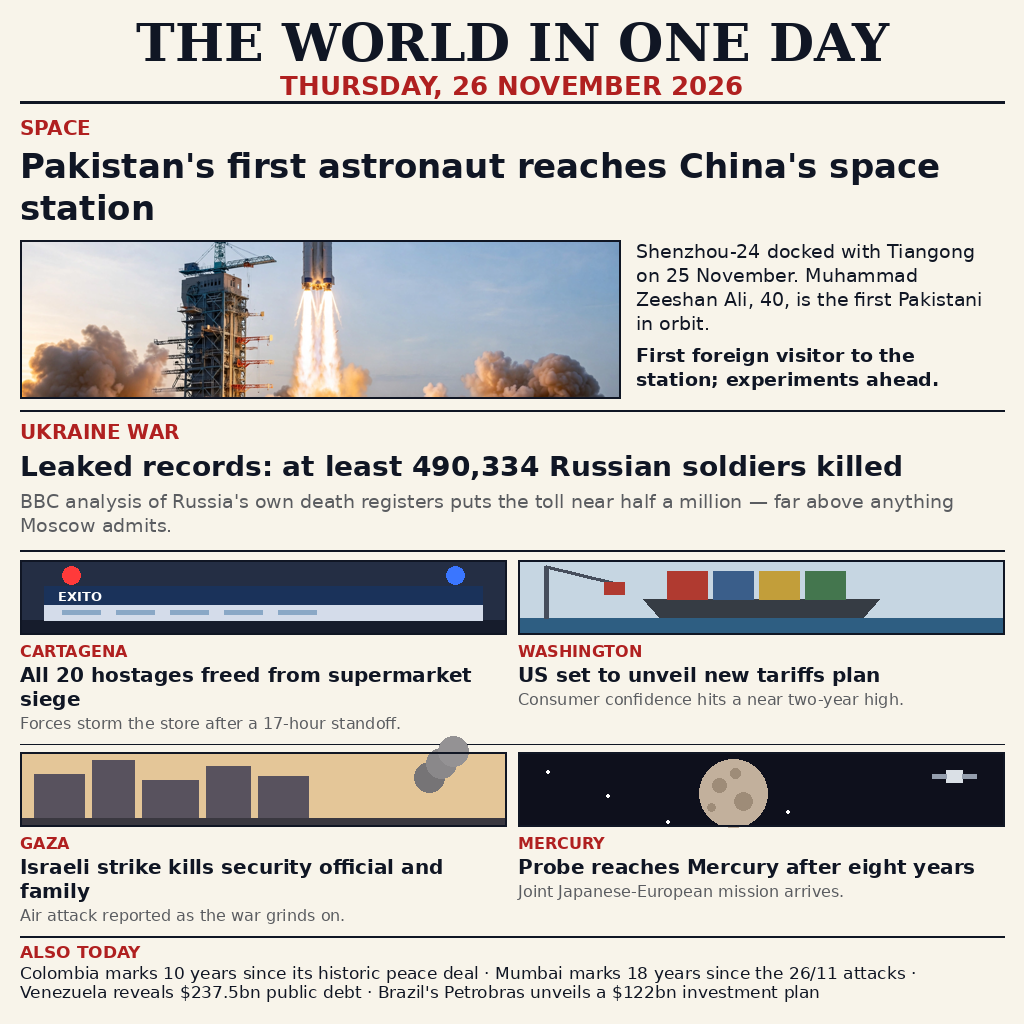 THE WORLD IN ONE DAY
THURSDAY, 26 NOVEMBER 2026
SPACE
Pakistan's first astronaut reaches China's space
station
Shenzhou-24 docked with Tiangong
on 25 November. Muhammad
Zeeshan Ali, 40, is the first Pakistani
in orbit.
First foreign visitor to the
station; experiments ahead.
UKRAINE WAR
Leaked records: at least 490,334 Russian soldiers killed
BBC analysis of Russia's own death registers puts the toll near half a million — far above anything
Moscow admits.
EXITO
CARTAGENA
All 20 hostages freed from supermarket
siege
Forces storm the store after a 17-hour standoff.
WASHINGTON
US set to unveil new tariffs plan
Consumer confidence hits a near two-year high.
GAZA
Israeli strike kills security official and
family
Air attack reported as the war grinds on.
MERCURY
Probe reaches Mercury after eight years
Joint Japanese-European mission arrives.
ALSO TODAY
Colombia marks 10 years since its historic peace deal · Mumbai marks 18 years since the 26/11 attacks ·
Venezuela reveals $237.5bn public debt · Brazil's Petrobras unveils a $122bn investment plan